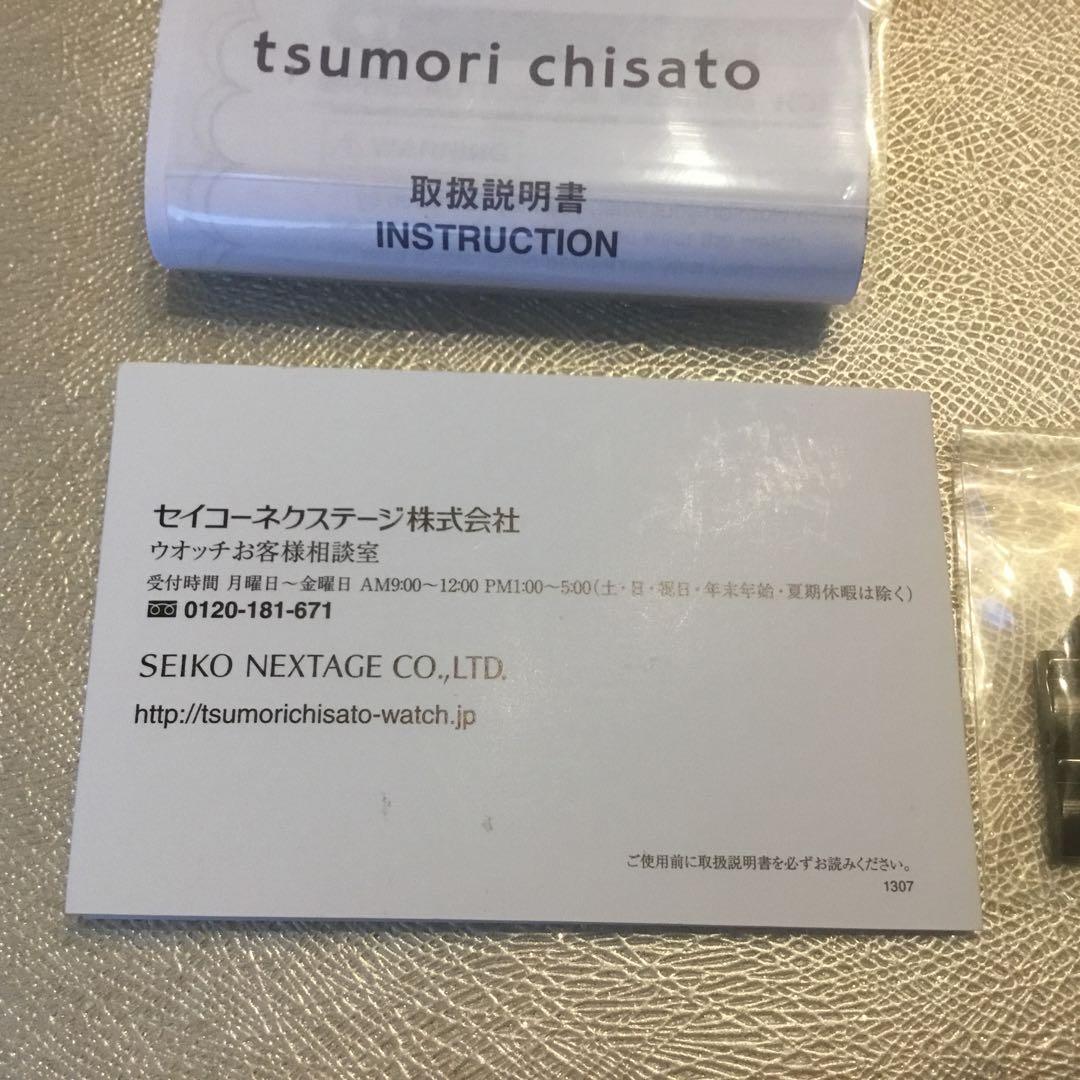 tsumori chisato
取扱説明書
INSTRUCTION
セイコーネクステージ株式会社
ウオッチお客様相談室
受付時間 月曜日〜金曜日 AM9:00〜12:00 PM1:00〜5:00(土・日・祝日・年末年始・夏期休暇は除く)
0120-181-671
SEIKO NEXTAGE CO.,LTD.
http://tsumorichisato-watch.jp
ご使用前に取扱説明書を必ずお読みください。
1307